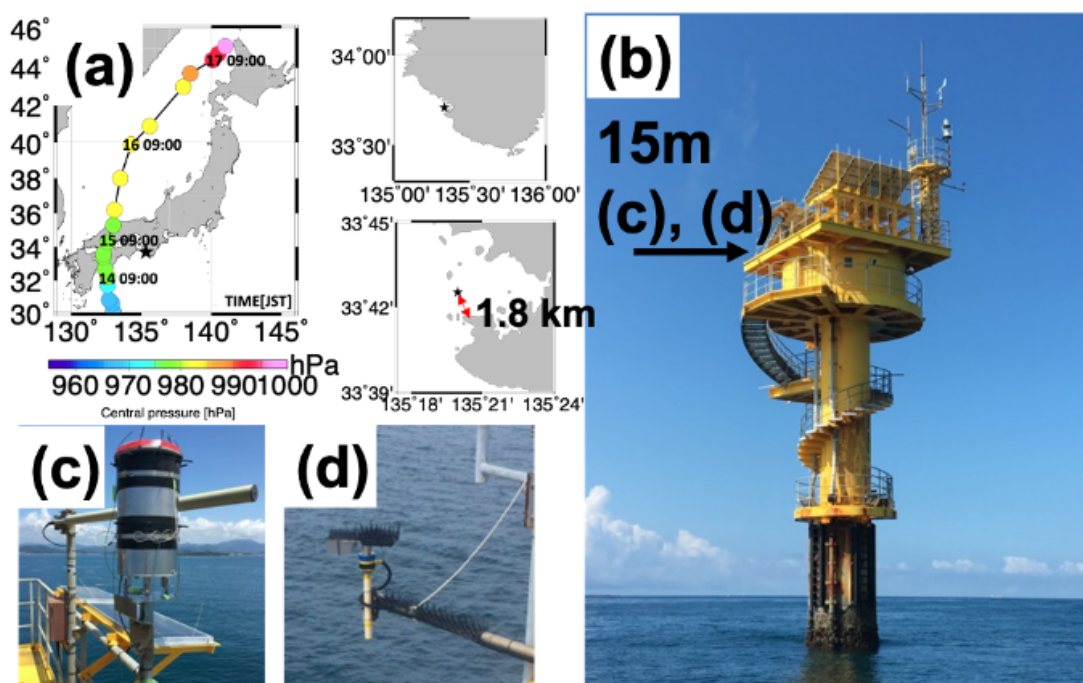 (a)
46°
44°
42°
40°
38°
36°
34°
32°
30°
17 09:00
16 09:00
15 09:00
14 09:00
TIME[JST]
130° 135° 140° 145°
hPa
960 970 980 990 1000
Central pressure [hPa]
34°00'
33°30'
135°00' 135°30' 136°00'
33°45'
33°42'
33°39'
1.8 km
135°18' 135°21' 135°24'
(b)
15m
(c), (d)
(c)
(d)